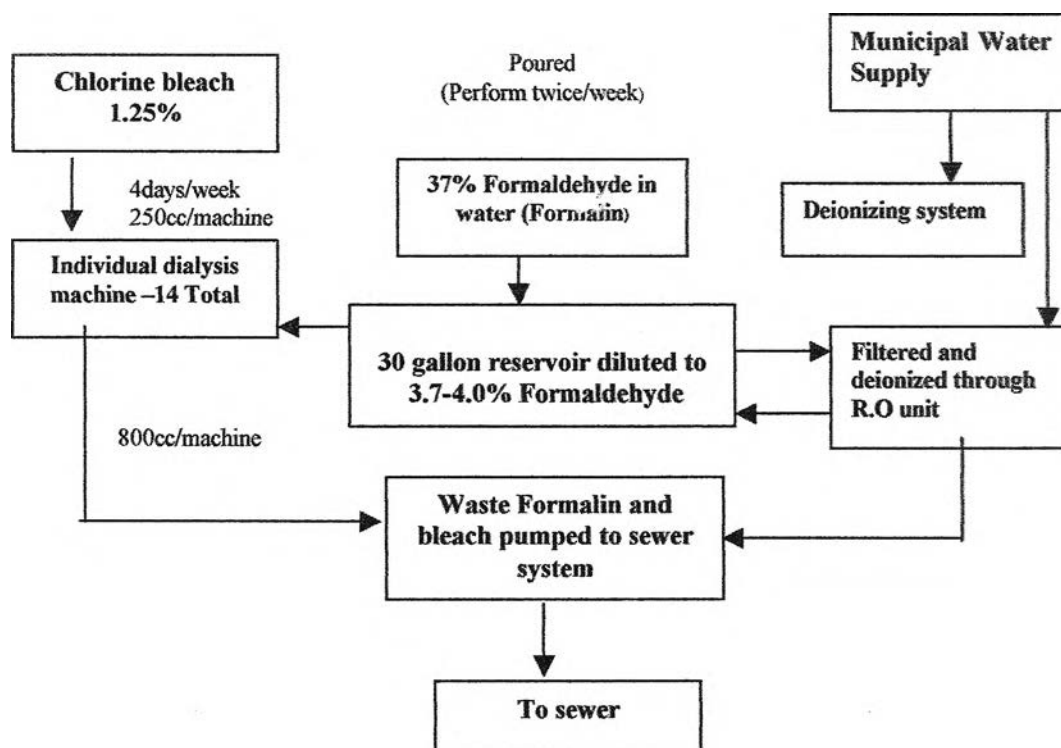 Chlorine bleach
1.25%
Poured
(Perform twice/week)
Municipal Water
Supply
4days/week
250cc/machine
37% Formaldehyde in
water (Formalin)
Deionizing system
Individual dialysis
machine –14 Total
30 gallon reservoir diluted to
3.7-4.0% Formaldehyde
Filtered and
deionized through
R.O unit
800cc/machine
Waste Formalin and
bleach pumped to sewer
system
To sewer